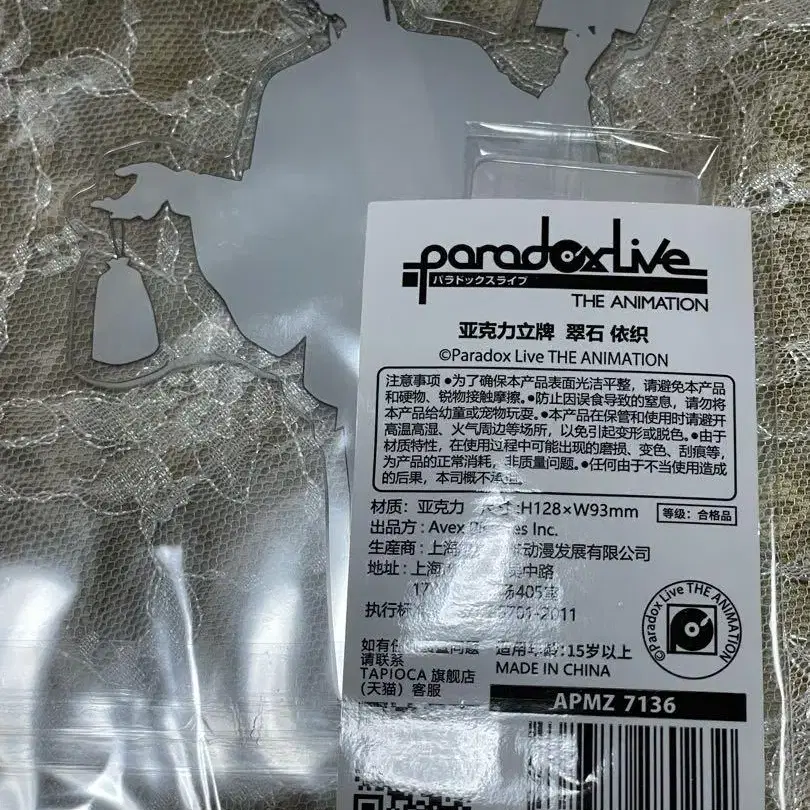 paradox Live
パラドックスライブ
THE ANIMATION
亚克力立牌 翠石 依织
©Paradox Live THE ANIMATION
注意事项 ●为了确保本产品表面光洁平整，请避免本产品
和硬物、锐物接触摩擦。●防止因误食导致的窒息，请勿将
本产品给幼童或宠物玩耍。●本产品在保管和使用时请避开
高温高湿、火气周边等场所，以免引起变形或脱色。●由于
材质特性，在使用过程中可能出现的磨损、变色、刮痕等，
为产品的正常消耗，非质量问题。●任何由于不当使用造成
的后果，本司概不承担。
材质：亚克力 尺寸:H128×W93mm 等级：合格品
出品方：Avex Pictures Inc.
生产商：上海 动漫发展有限公司
地址：上海 吴中路
17 405室
执行标 2011
如有任 问题 适用年龄:15岁以上
请联系 MADE IN CHINA
TAPIOCA 旗舰店
(天猫) 客服
APMZ 7136
©Paradox Live THE ANIMATION